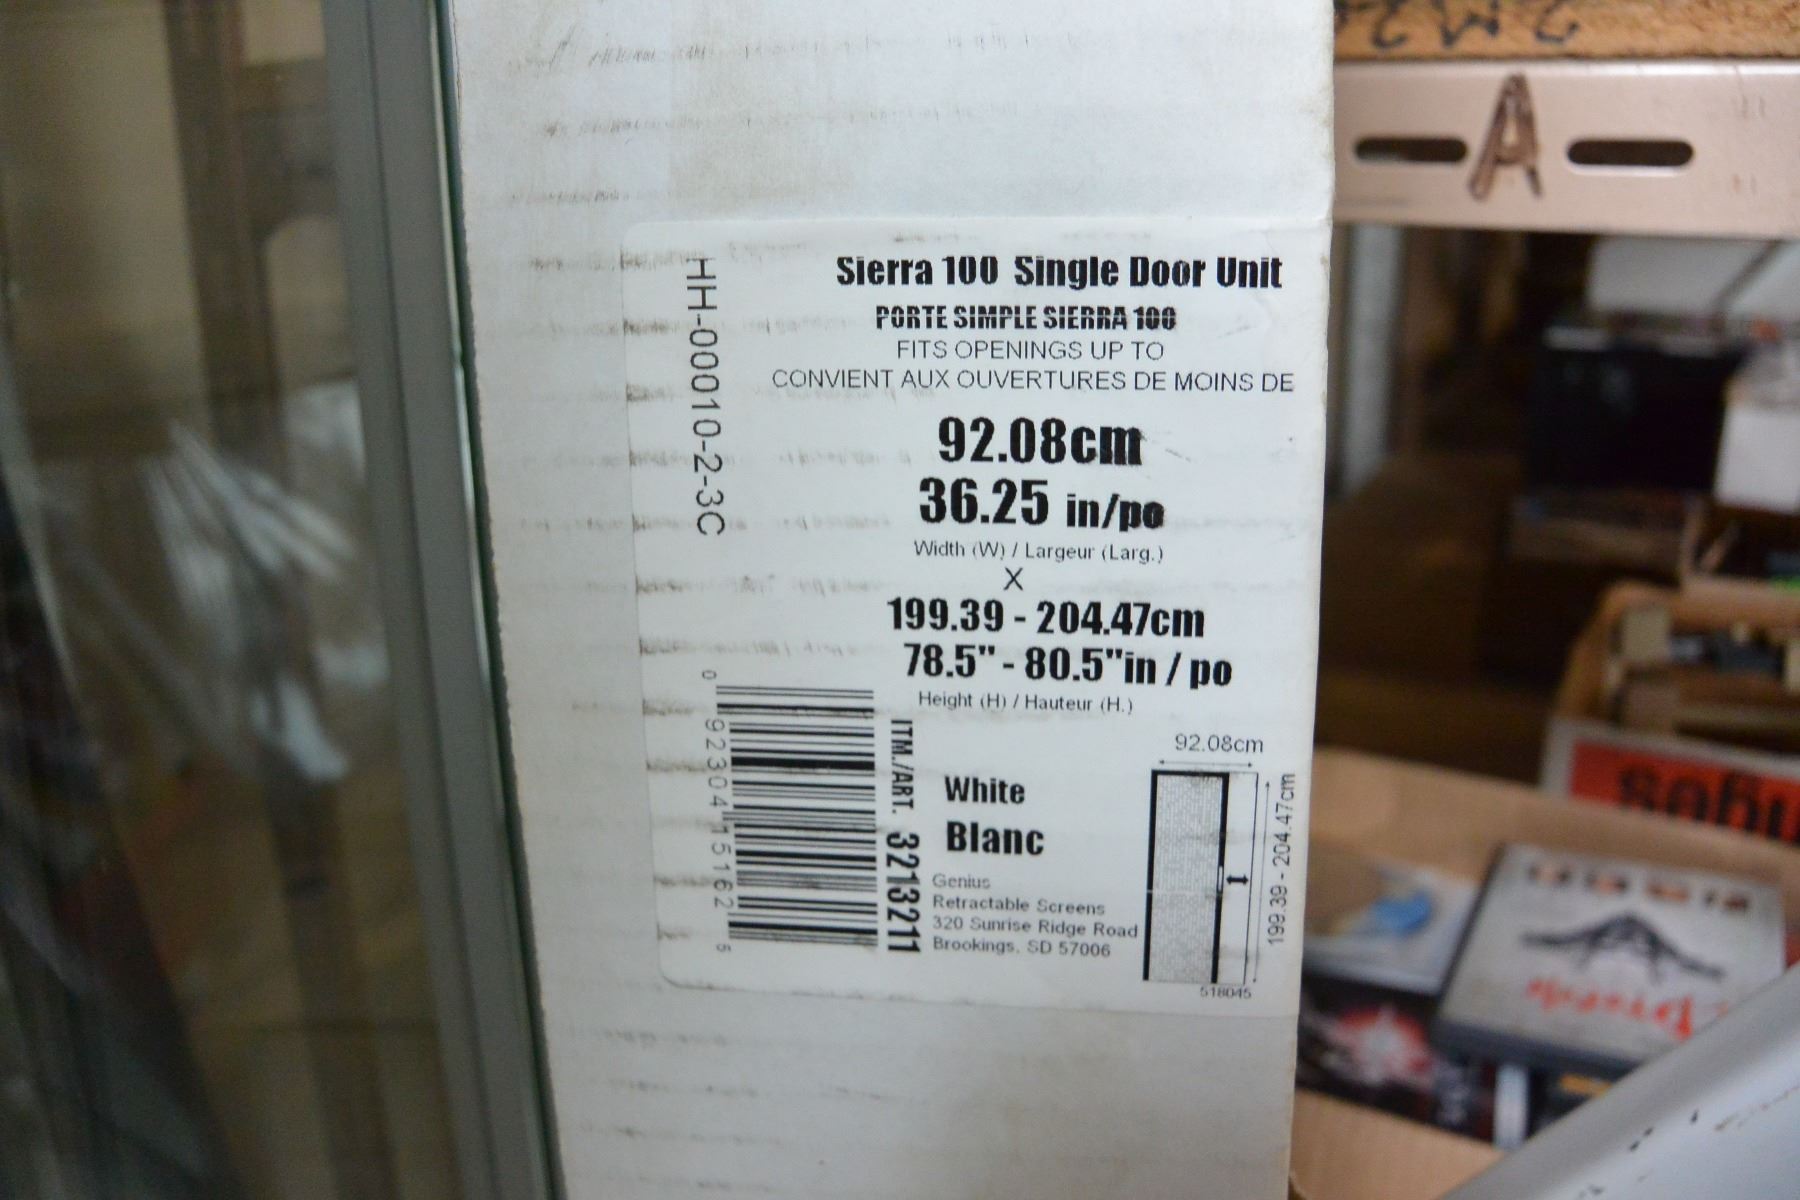 A
Sierra 100 Single Door Unit
PORTE SIMPLE SIERRA 100
FITS OPENINGS UP TO
CONVIENT AUX OUVERTURES DE MOINS DE
92.08cm
36.25 in/po
Width (W) / Largeur (Larg.)
X
199.39 - 204.47cm
78.5" - 80.5"in / po
Height (H) / Hauteur (H.)
HH-00010-2-3C
0 92304 15162 5
ITM./ART. 3213211
White
Blanc
Genius
Retractable Screens
320 Sunrise Ridge Road
Brookings, SD 57006
92.08cm
199.39 - 204.47cm
518045